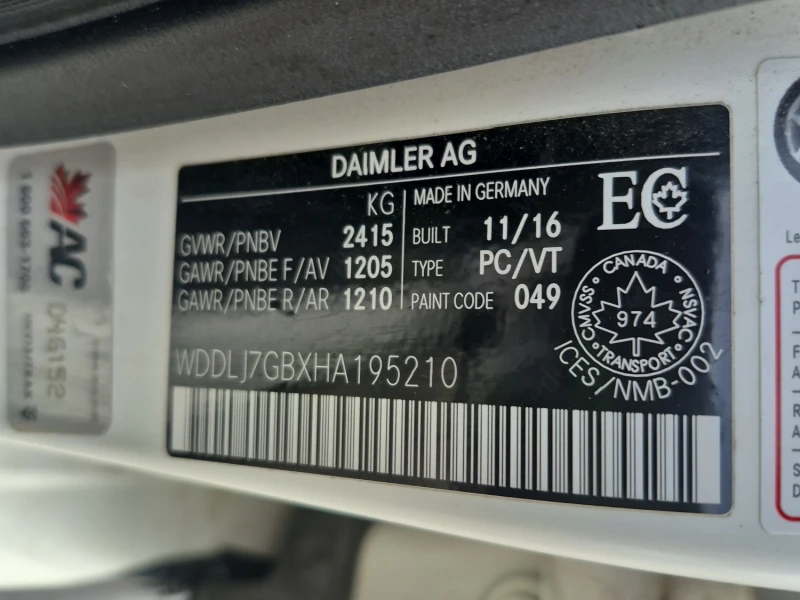 DAIMLER AG
KG
GVWR/PNBV 2415
GAWR/PNBE F/AV 1205
GAWR/PNBE R/AR 1210
MADE IN GERMANY
BUILT 11/16
TYPE PC/VT
PAINT CODE 049
EC
CANADA
CMVSS NSVAC
974
TRANSPORT
ICES/NMB-002
WDDLJ7GBXHA195210
AC
Le
T
P
F
A
R
A
S
D